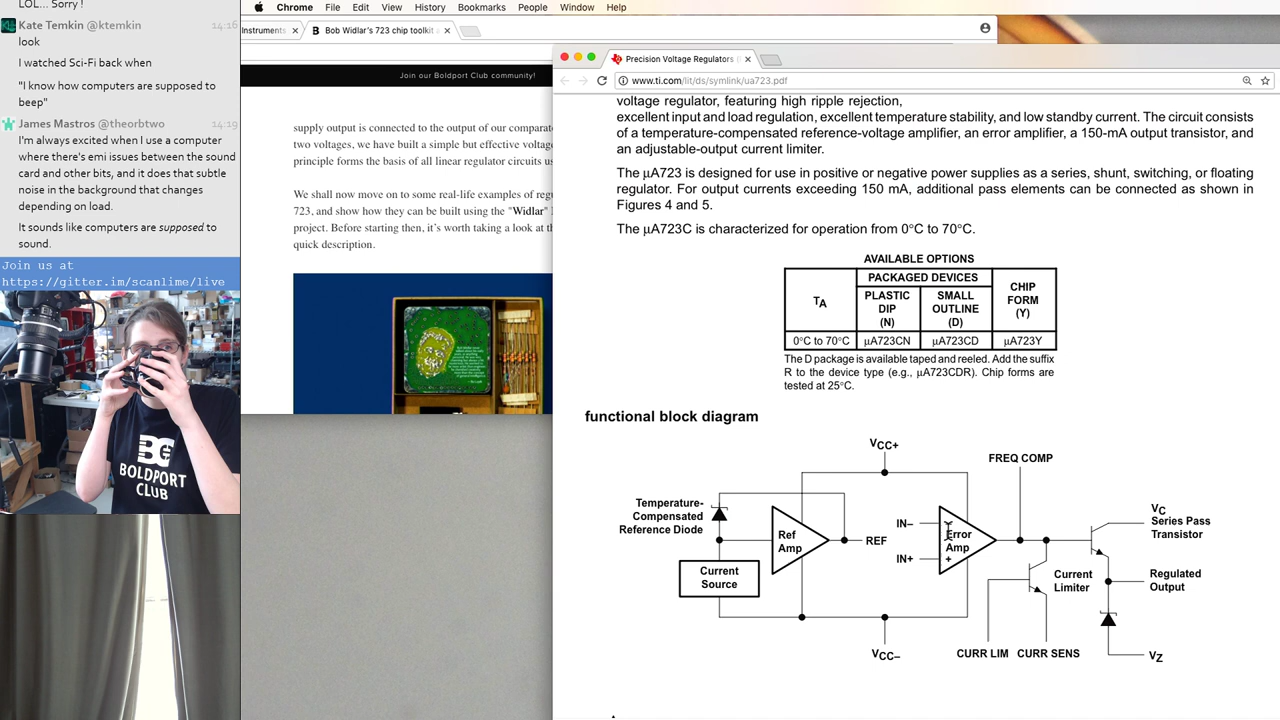 LOL... Sorry !
Kate Temkin @ktemkin 14:16
look
I watched Sci-Fi back when
"I know how computers are supposed to
beep"
James Mastros @theorbtwo 14:19
I'm always excited when I use a computer
where there's emi issues between the sound
card and other bits, and it does that subtle
noise in the background that changes
depending on load.
It sounds like computers are supposed to
sound.
Join us at
https://gitter.im/scanlime/live
BOLDPORT
CLUB
Chrome File Edit View History Bookmarks People Window Help
Instruments
Bob Widlar's 723 chip toolkit a
Join our Boldport Club community!
supply output is connected to the output of our compara
two voltages, we have built a simple but effective voltage
principle forms the basis of all linear regulator circuits us
We shall now move on to some real-life examples of regu
723, and show how they can be built using the "Widlar"
project. Before starting then, it's worth taking a look at th
quick description.
Precision Voltage Regulators (
www.ti.com/lit/ds/symlink/ua723.pdf
voltage regulator, featuring high ripple rejection,
excellent input and load regulation, excellent temperature stability, and low standby current. The circuit consists
of a temperature-compensated reference-voltage amplifier, an error amplifier, a 150-mA output transistor, and
an adjustable-output current limiter.
The µA723 is designed for use in positive or negative power supplies as a series, shunt, switching, or floating
regulator. For output currents exceeding 150 mA, additional pass elements can be connected as shown in
Figures 4 and 5.
The µA723C is characterized for operation from 0°C to 70°C.
AVAILABLE OPTIONS
TA
PACKAGED DEVICES
PLASTIC
DIP
(N)
SMALL
OUTLINE
(D)
CHIP
FORM
(Y)
0°C to 70°C µA723CN µA723CD µA723Y
The D package is available taped and reeled. Add the suffix
R to the device type (e.g., µA723CDR). Chip forms are
tested at 25°C.
functional block diagram
VCC+
FREQ COMP
Temperature-
Compensated
Reference Diode
Ref
Amp
REF
IN–
IN+
Error
Amp
+
VC
Series Pass
Transistor
Current
Source
Current
Limiter
Regulated
Output
VCC–
CURR LIM CURR SENS
VZ